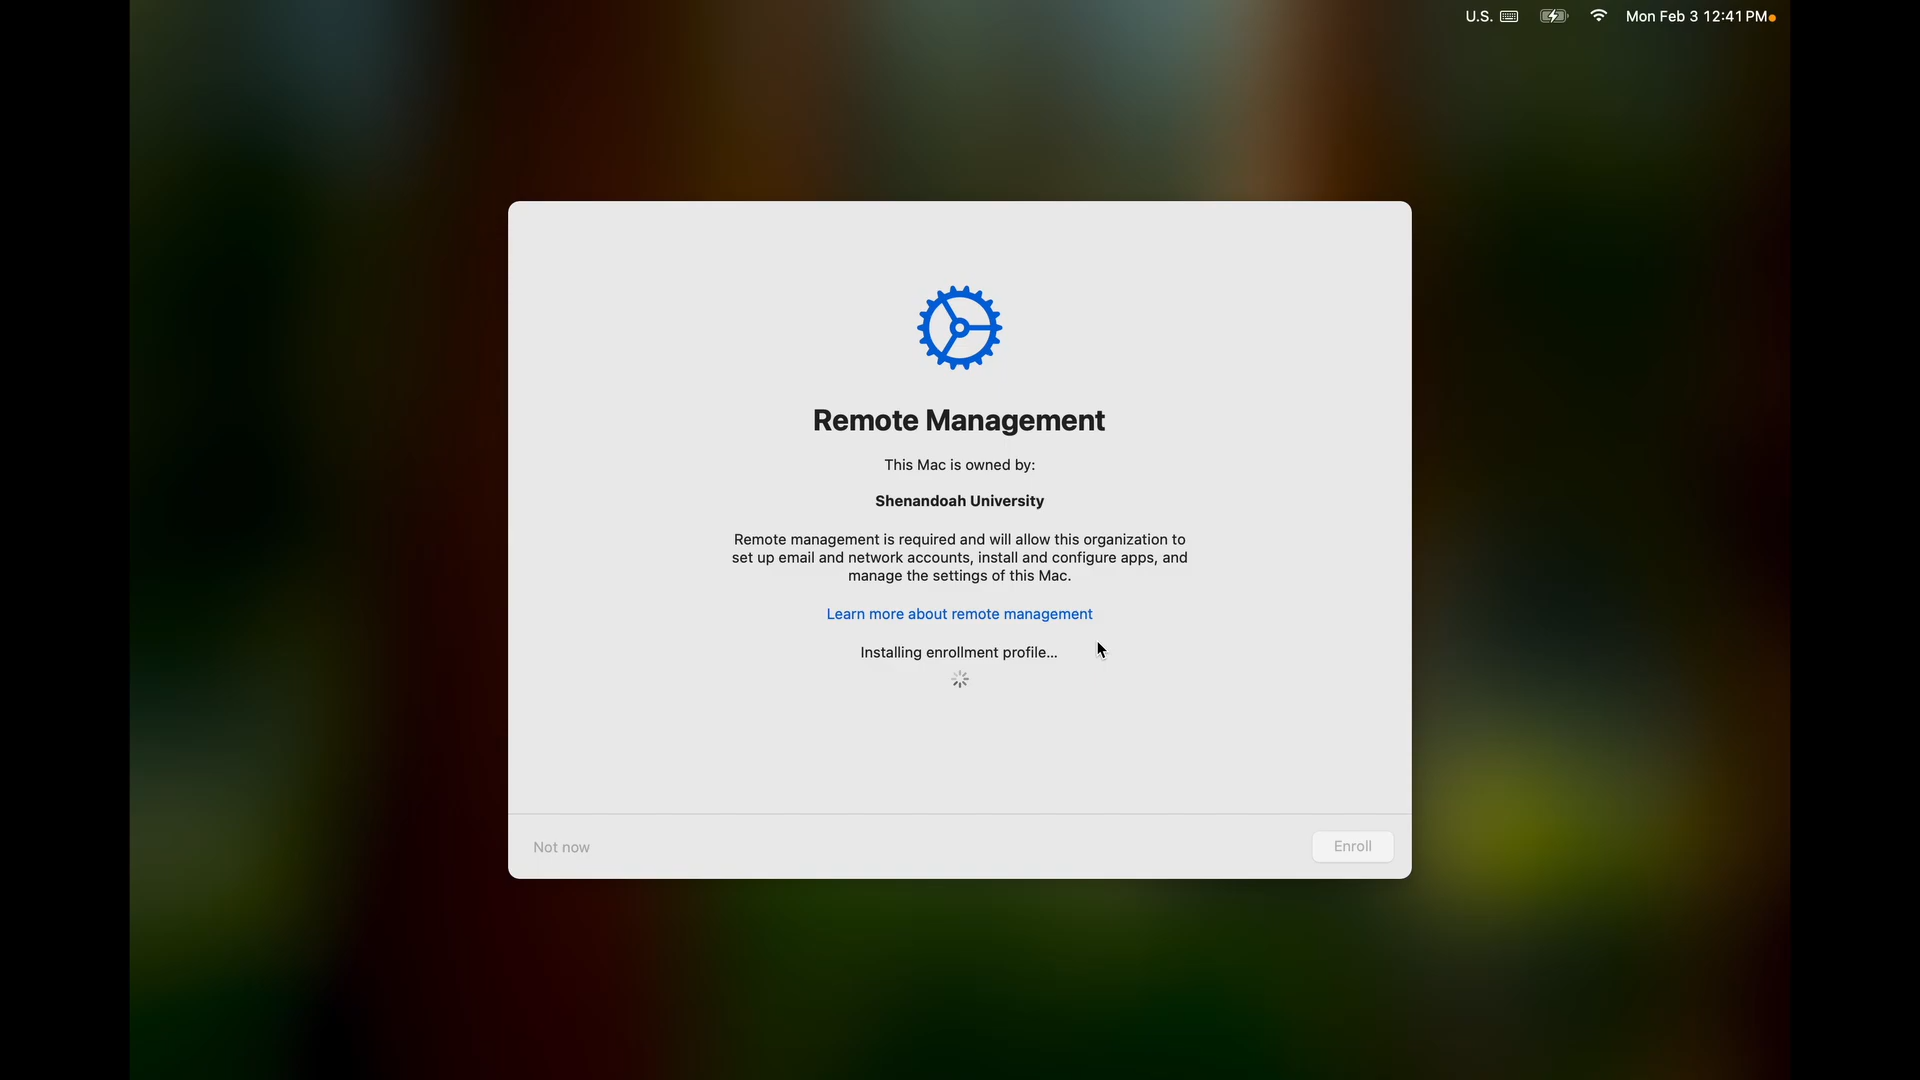 U.S. Mon Feb 3 12:41 PM
Remote Management
This Mac is owned by:
Shenandoah University
Remote management is required and will allow this organization to
set up email and network accounts, install and configure apps, and
manage the settings of this Mac.
Learn more about remote management
Installing enrollment profile...
Not now Enroll